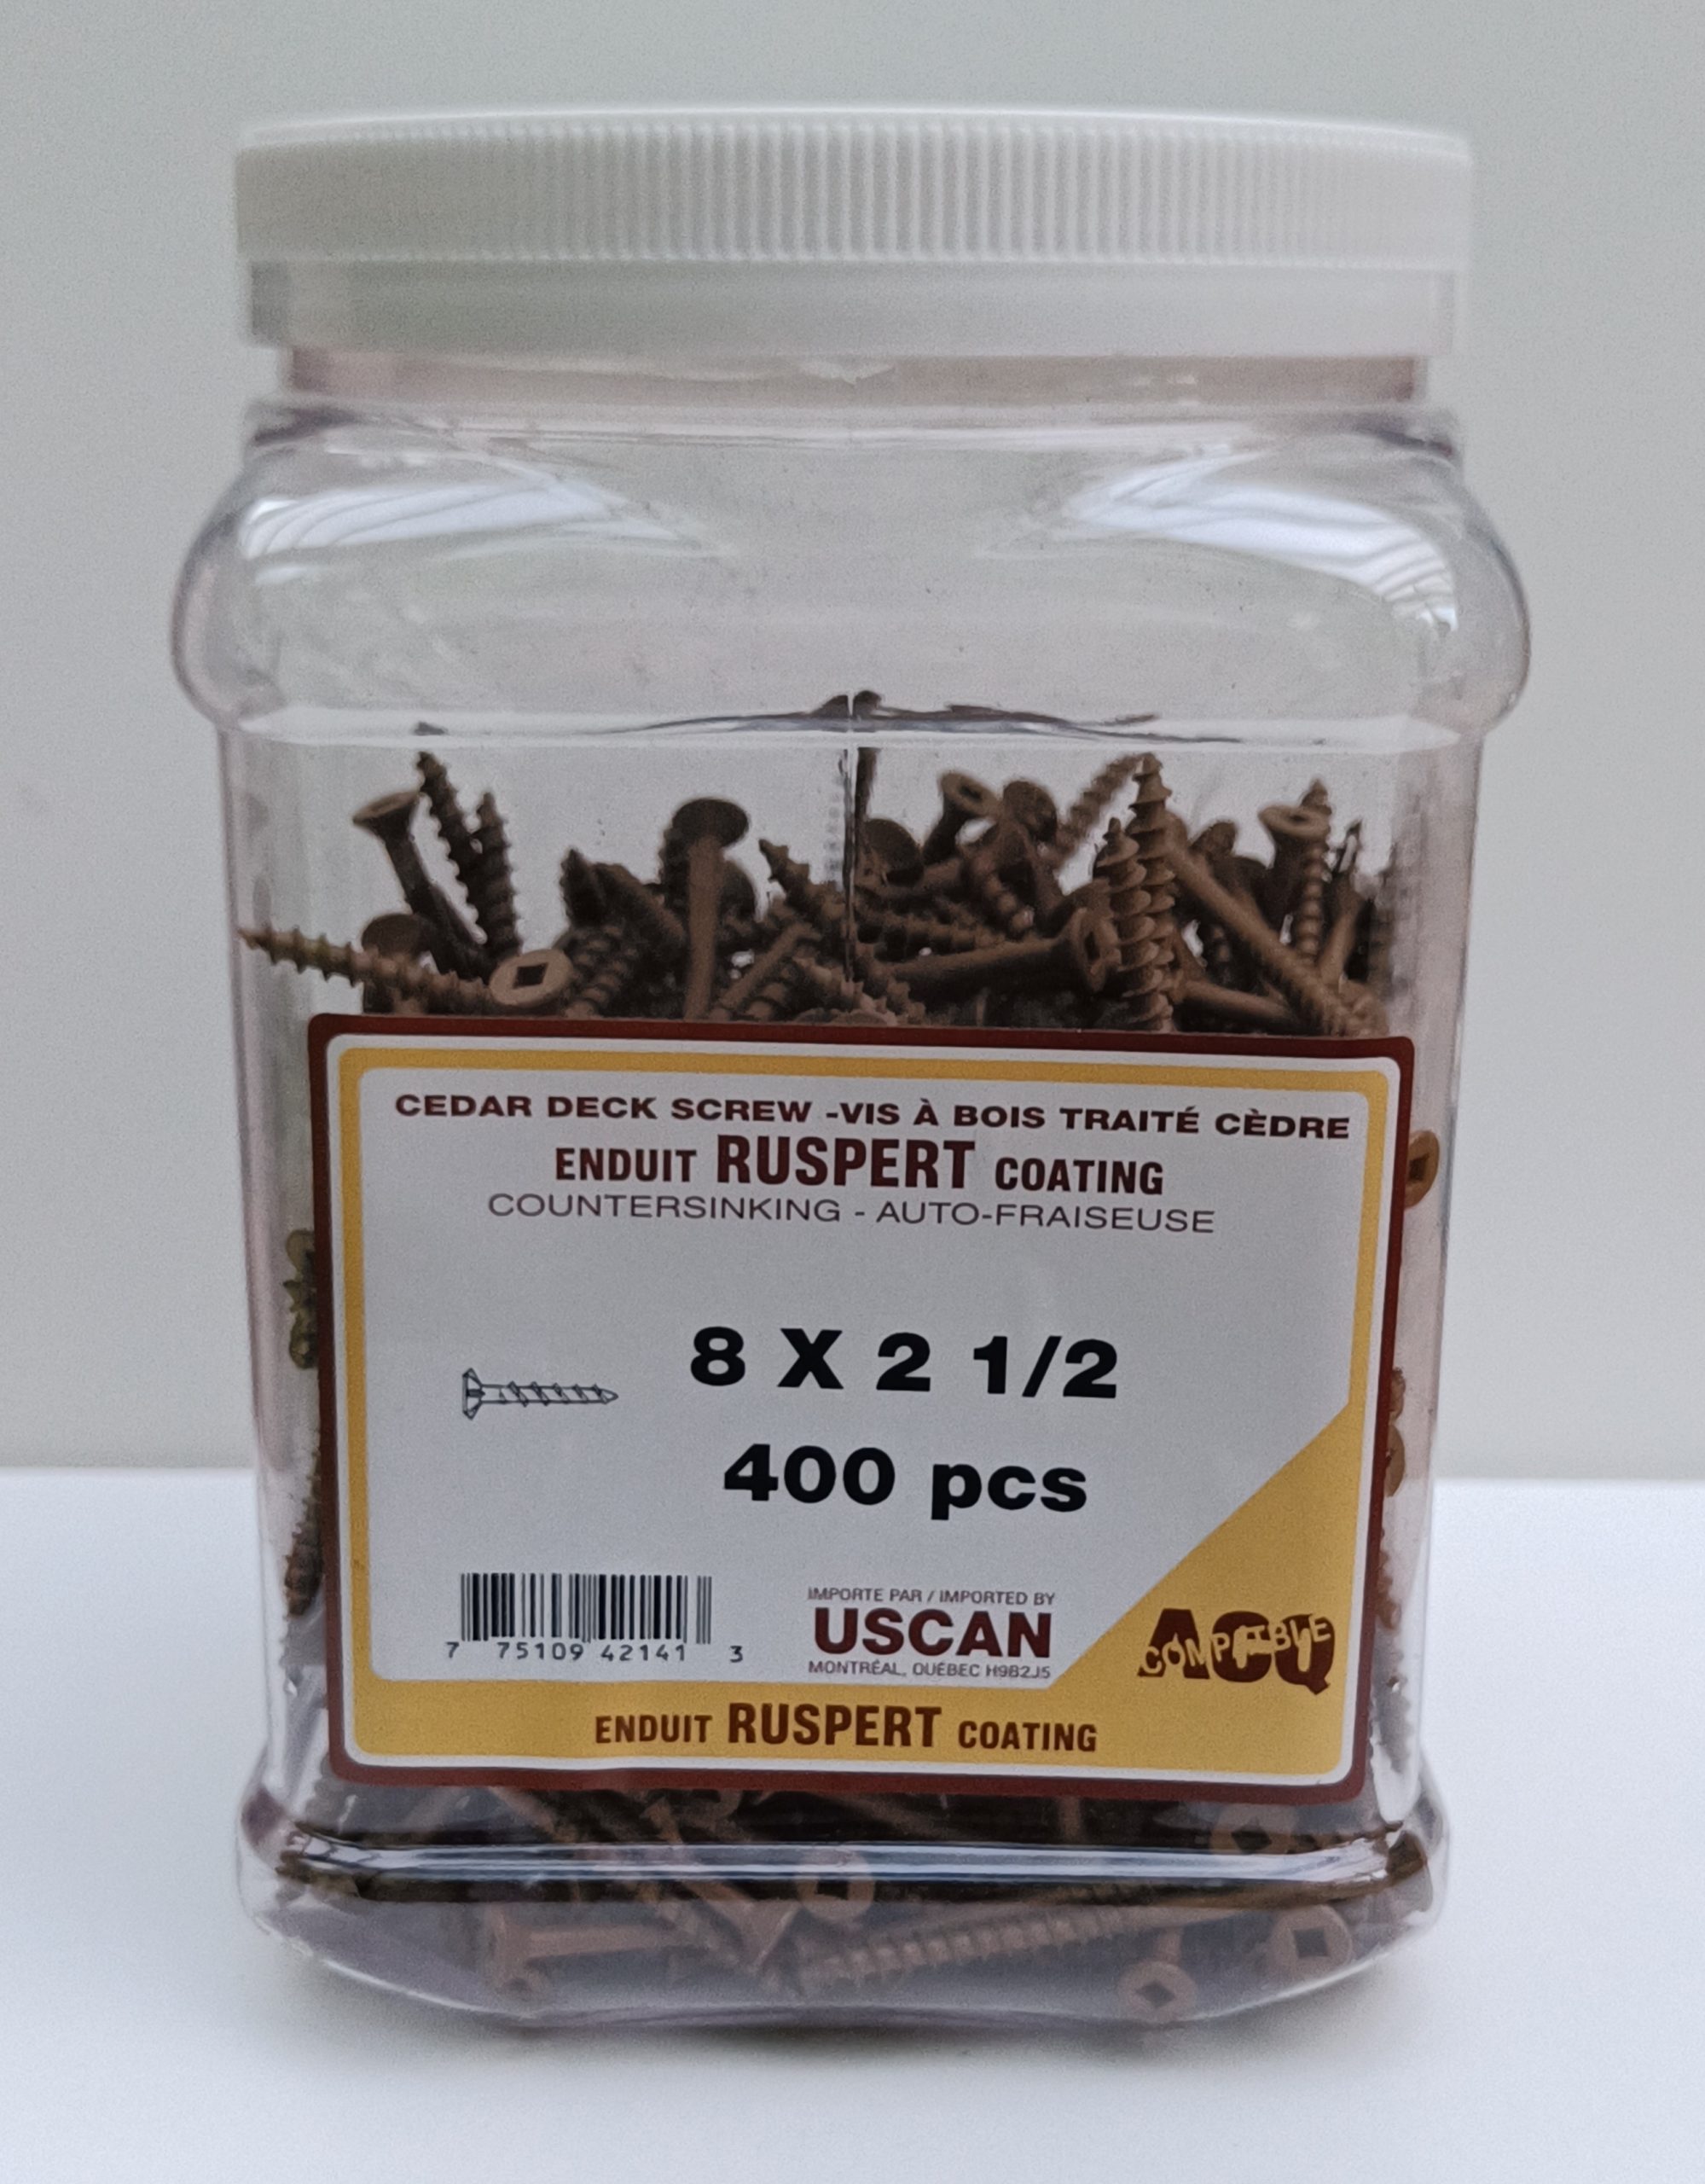 CEDAR DECK SCREW -VIS À BOIS TRAITÉ CÈDRE
ENDUIT RUSPERT COATING
COUNTERSINKING - AUTO-FRAISEUSE
8 X 2 1/2
400 pcs
7 75109 42141 3
IMPORTE PAR / IMPORTED BY
USCAN
MONTRÉAL, QUÉBEC H9B2J5
ACQ
COMPATIBLE
ENDUIT RUSPERT COATING